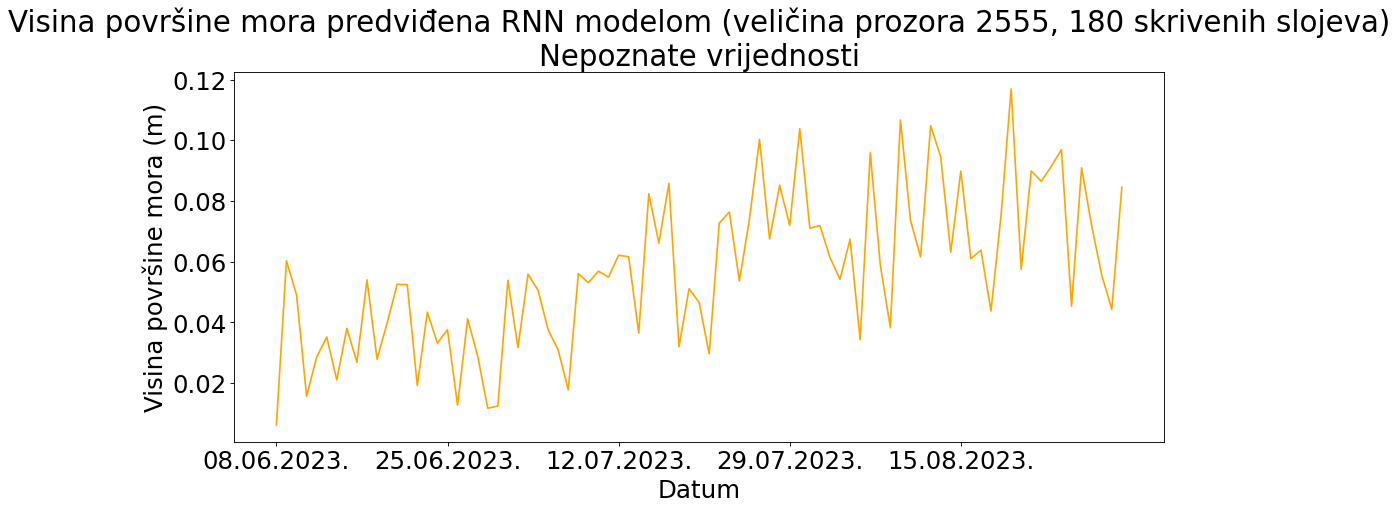 Visina površine mora predviđena RNN modelom (veličina prozora 2555, 180 skrivenih slojeva)
Nepoznate vrijednosti
Visina površine mora (m)
0.12
0.10
0.08
0.06
0.04
0.02
08.06.2023.
25.06.2023.
12.07.2023.
29.07.2023.
15.08.2023.
Datum